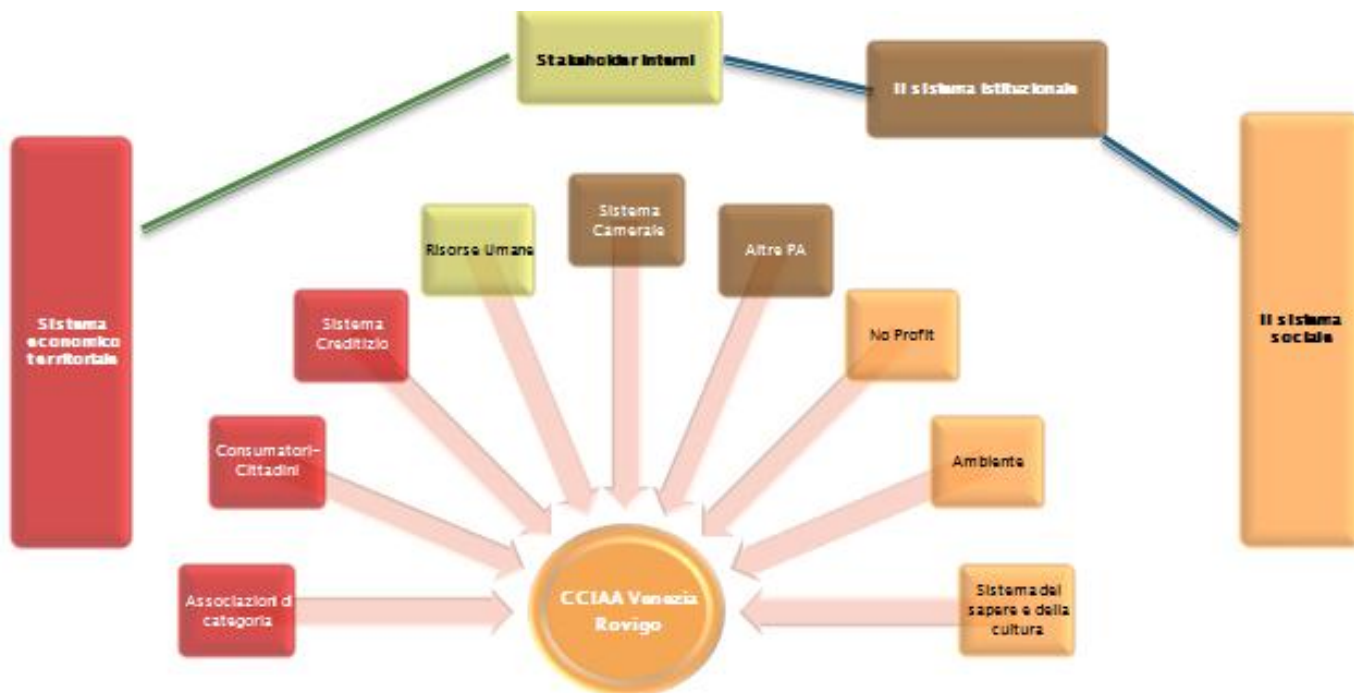 Stakeholder interni
Il sistema istituzionale
Sistema
economico
territoriale
Il sistema
sociale
Sistema
Camerale
Risorse Umane
Altre PA
Sistema
Creditizio
No Profit
Consumatori-
Cittadini
Ambiente
Associazioni di
categoria
CCIAA Venezia
Rovigo
Sistema del
sapere e della
cultura